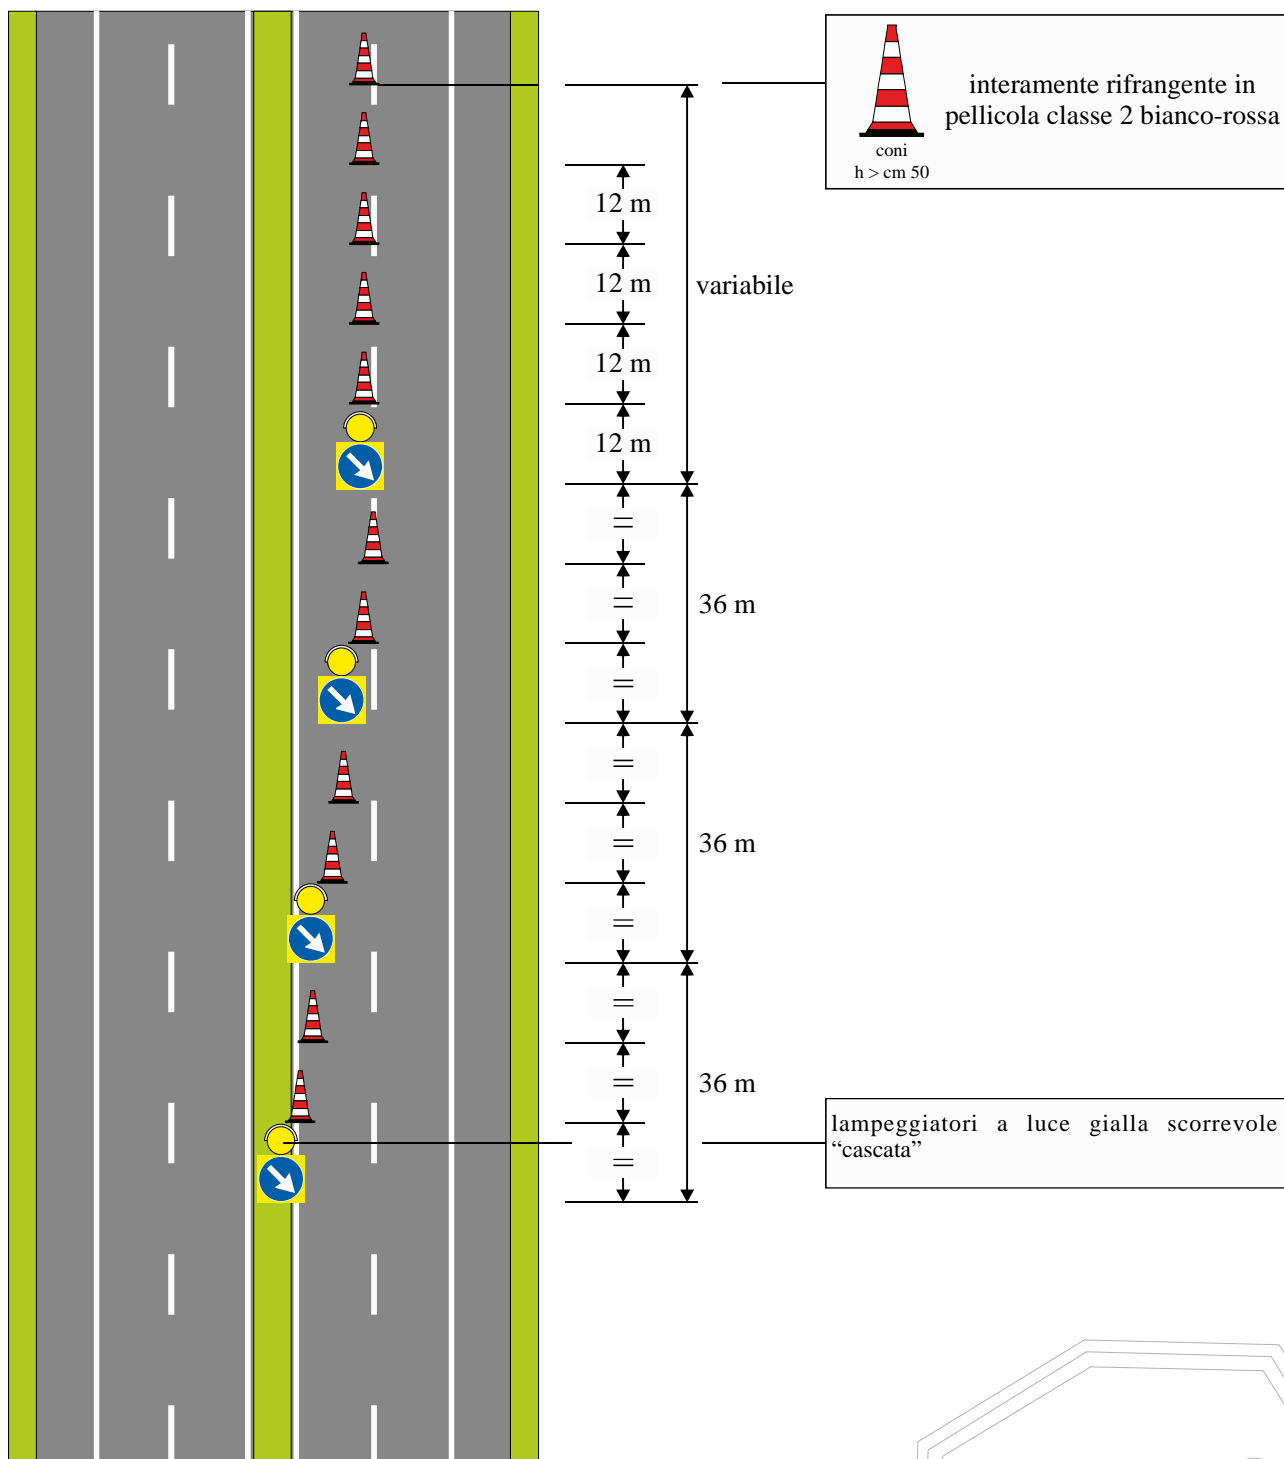 interamente rifrangente in
pellicola classe 2 bianco-rossa
coni
h > cm 50
12 m
12 m
variabile
12 m
12 m
=
=
36 m
=
=
=
36 m
=
=
=
36 m
=
lampeggiatori a luce gialla scorrevole
“cascata”